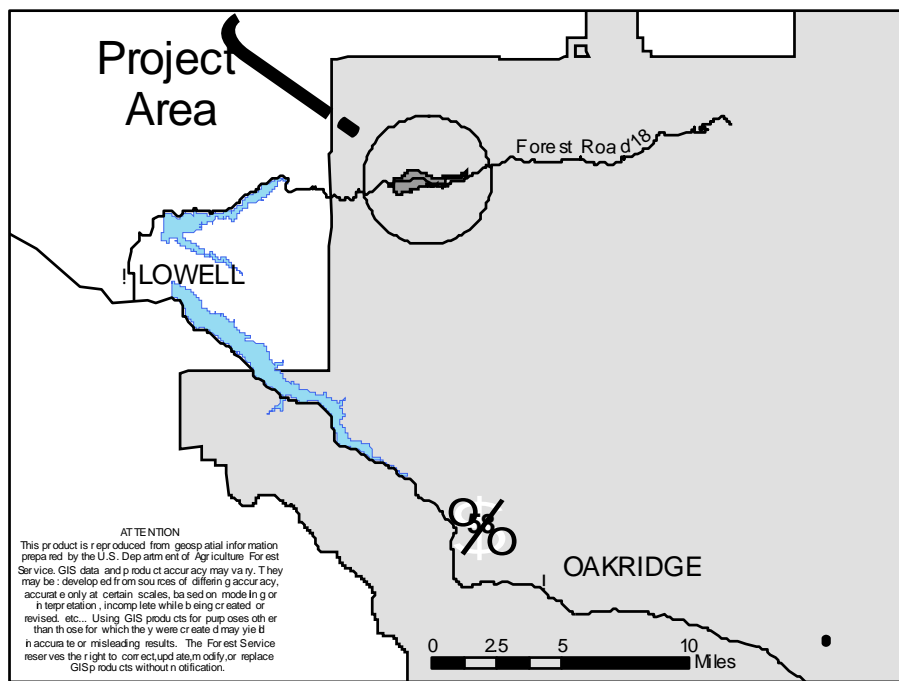 Project
Area
Forest Road 18
! LOWELL
58
OAKRIDGE
ATTENTION
This product is reproduced from geospatial information
prepared by the U.S. Department of Agriculture Forest
Service. GIS data and product accuracy may vary. They
may be: developed from sources of differing accuracy,
accurate only at certain scales, based on modeling or
interpretation, incomplete while being created or
revised, etc... Using GIS products for purposes other
than those for which they were created may yield
inaccurate or misleading results. The Forest Service
reserves the right to correct,update,modify,or replace
GIS products without notification.
0 2.5 5 10
Miles